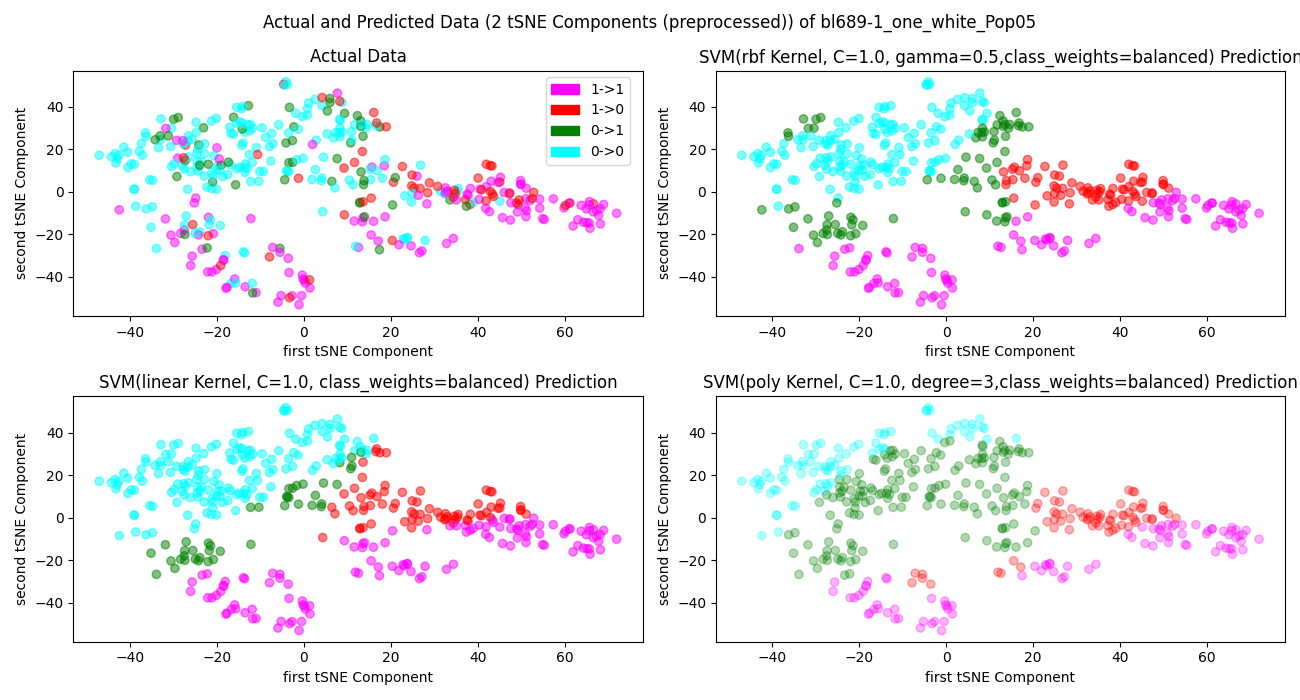 Actual and Predicted Data (2 tSNE Components (preprocessed)) of bl689-1_one_white_Pop05
Actual Data
second tSNE Component
40
20
0
−20
−40
1->1
1->0
0->1
0->0
−40 −20 0 20 40 60
first tSNE Component
SVM(rbf Kernel, C=1.0, gamma=0.5,class_weights=balanced) Prediction
second tSNE Component
40
20
0
−20
−40
−40 −20 0 20 40 60
first tSNE Component
SVM(linear Kernel, C=1.0, class_weights=balanced) Prediction
second tSNE Component
40
20
0
−20
−40
−40 −20 0 20 40 60
first tSNE Component
SVM(poly Kernel, C=1.0, degree=3,class_weights=balanced) Prediction
second tSNE Component
40
20
0
−20
−40
−40 −20 0 20 40 60
first tSNE Component